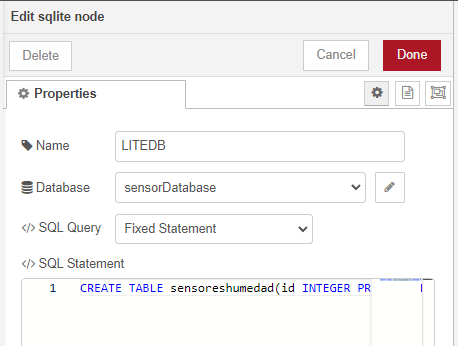 Edit sqlite node
Delete
Cancel
Done
Properties
Name
LITEDB
Database
sensorDatabase
</> SQL Query
Fixed Statement
</> SQL Statement
1 CREATE TABLE sensoreshumedad(id INTEGER PR